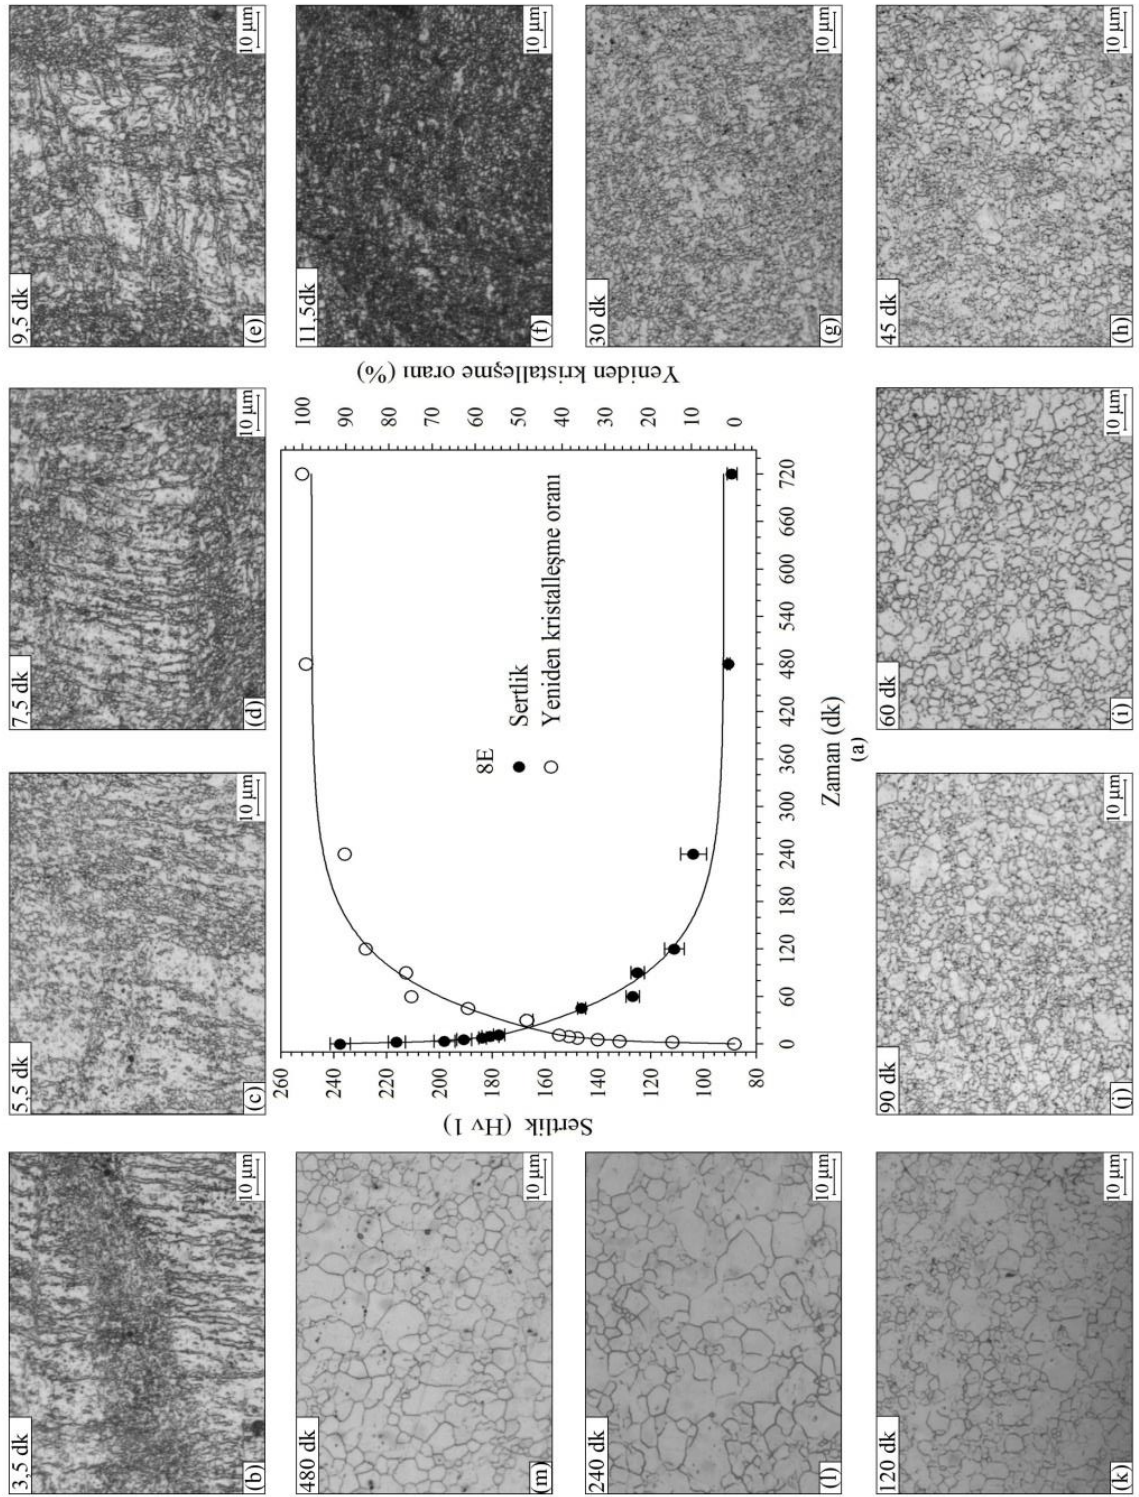 3,5 dk
(b)
10 µm
5,5 dk
(c)
10 µm
7,5 dk
(d)
10 µm
9,5 dk
(e)
10 µm
480 dk
(m)
10 µm
11,5dk
(f)
10 µm
240 dk
(l)
10 µm
30 dk
(g)
10 µm
Sertlik (Hv 1)
260
240
220
200
180
160
140
120
100
80
8E
Sertlik
Yeniden kristalleşme oranı
100
90
80
70
60
50
40
30
20
10
0
Yeniden kristalleşme oranı (%)
0 60 120 180 240 300 360 420 480 540 600 660 720
Zaman (dk)
(a)
120 dk
(k)
10 µm
90 dk
(j)
10 µm
60 dk
(i)
10 µm
45 dk
(h)
10 µm